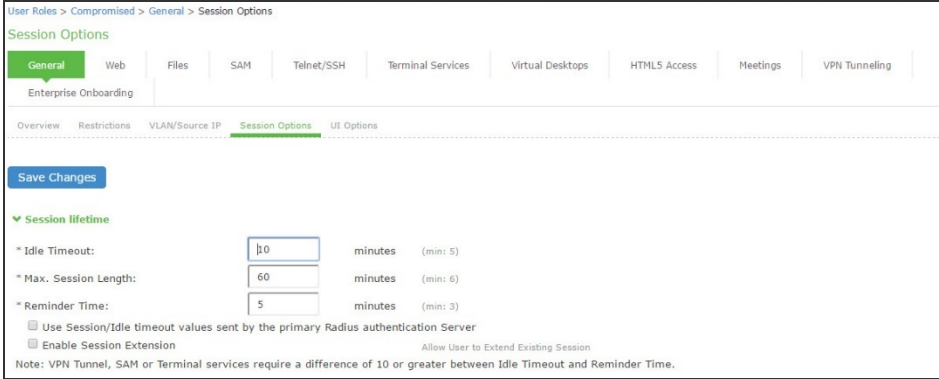 User Roles > Compromised > General > Session Options
Session Options
General Web Files SAM Telnet/SSH Terminal Services Virtual Desktops HTML5 Access Meetings VPN Tunneling
Enterprise Onboarding
Overview Restrictions VLAN/Source IP Session Options UI Options
Save Changes
Session lifetime
* Idle Timeout: 10 minutes (min: 5)
* Max. Session Length: 60 minutes (min: 6)
* Reminder Time: 5 minutes (min: 3)
Use Session/Idle timeout values sent by the primary Radius authentication Server
Enable Session Extension Allow User to Extend Existing Session
Note: VPN Tunnel, SAM or Terminal services require a difference of 10 or greater between Idle Timeout and Reminder Time.